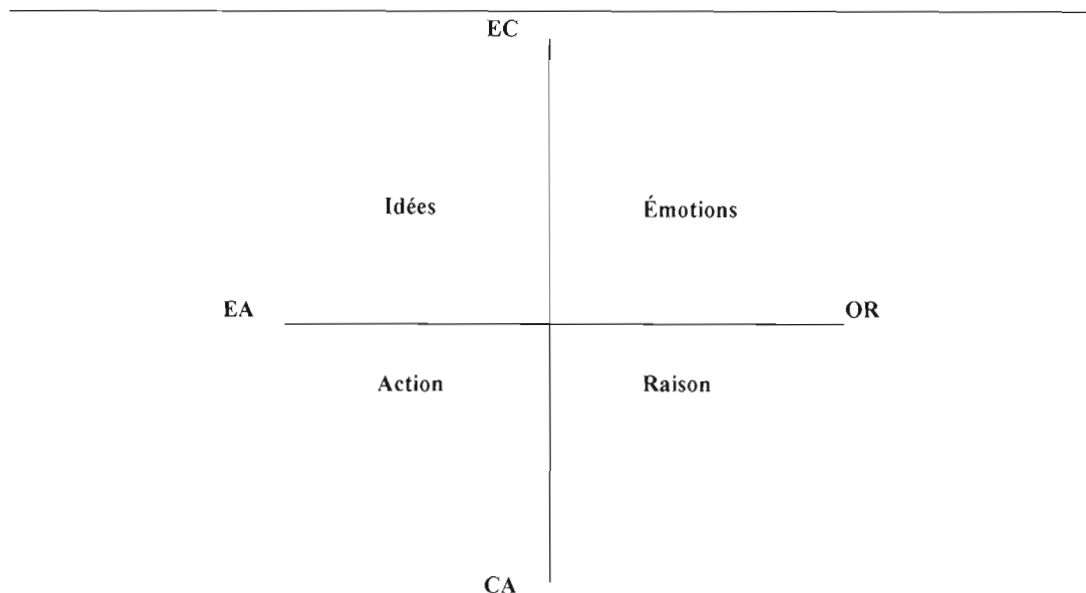 EC
Idées
Émotions
EA
OR
Action
Raison
CA